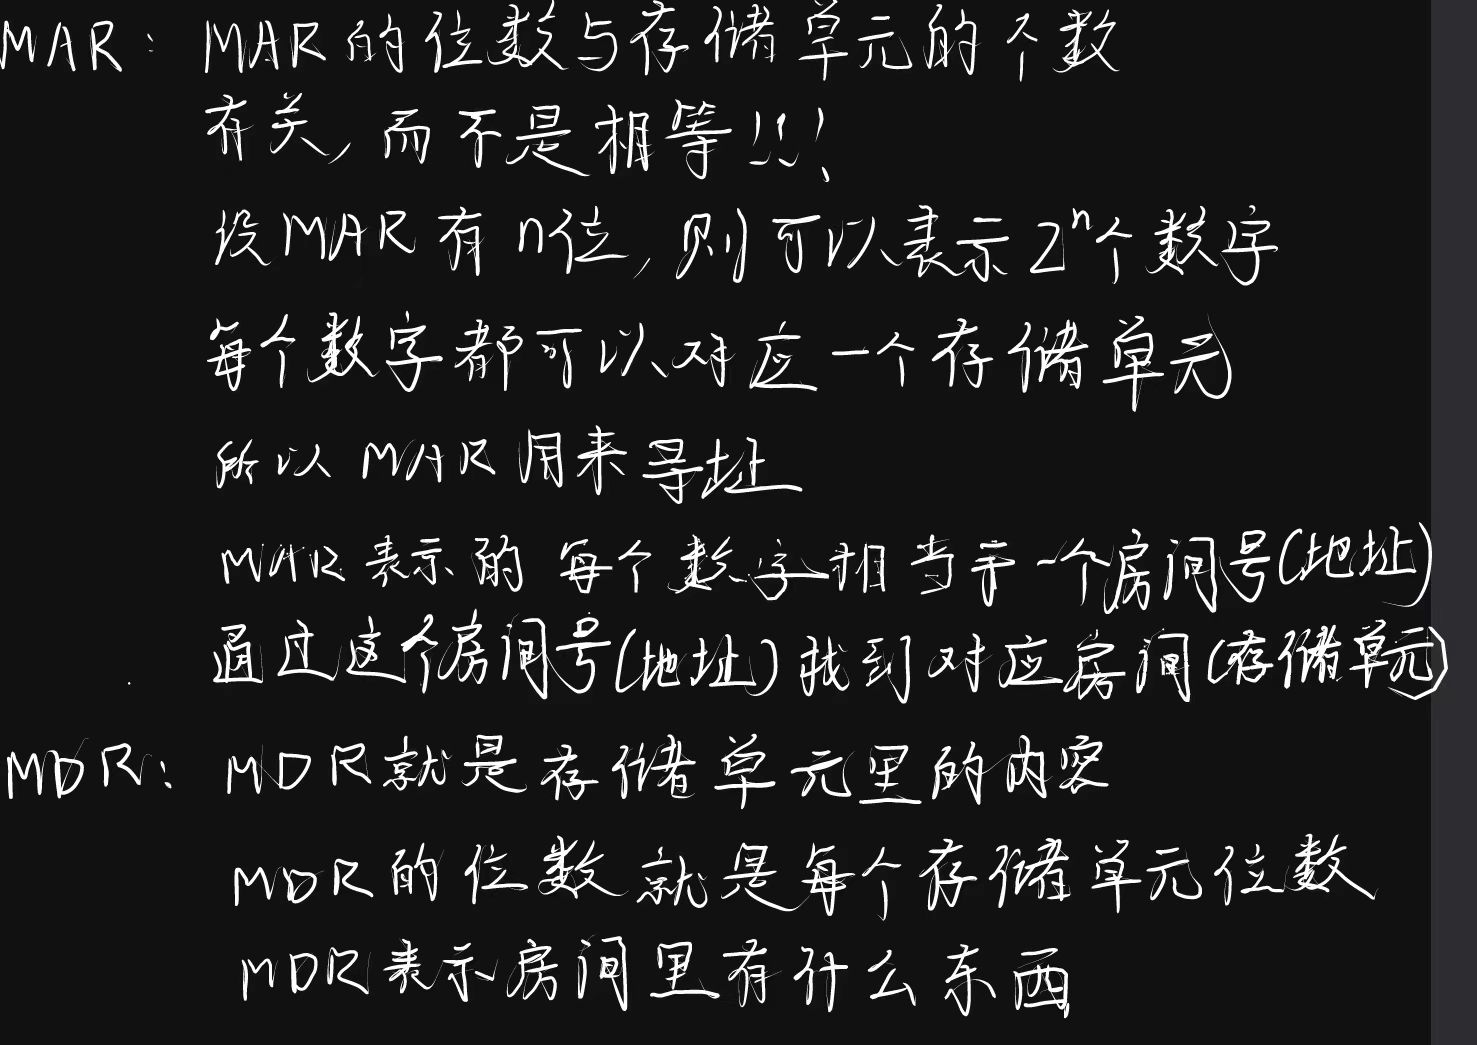 MAR: MAR的位数与存储单元的个数
有关,而不是相等!!!
设MAR有n位,则可以表示2ⁿ个数字
每个数字都可以对应一个存储单元
所以MAR用来寻址
MAR表示的每个数字相当于一个房间号(地址)
通过这个房间号(地址)找到对应房间(存储单元)
MDR: MDR就是存储单元里的内容
MDR的位数就是每个存储单元位数
MDR表示房间里有什么东西